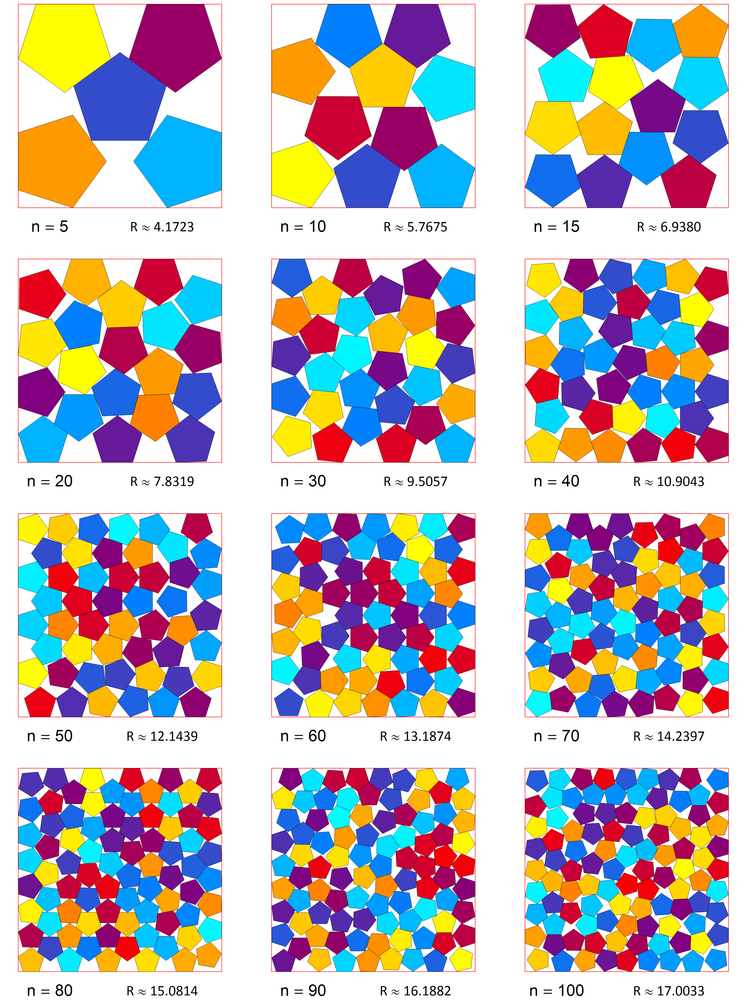 n = 5 R ≈ 4.1723 n = 10 R ≈ 5.7675 n = 15 R ≈ 6.9380
n = 20 R ≈ 7.8319 n = 30 R ≈ 9.5057 n = 40 R ≈ 10.9043
n = 50 R ≈ 12.1439 n = 60 R ≈ 13.1874 n = 70 R ≈ 14.2397
n = 80 R ≈ 15.0814 n = 90 R ≈ 16.1882 n = 100 R ≈ 17.0033